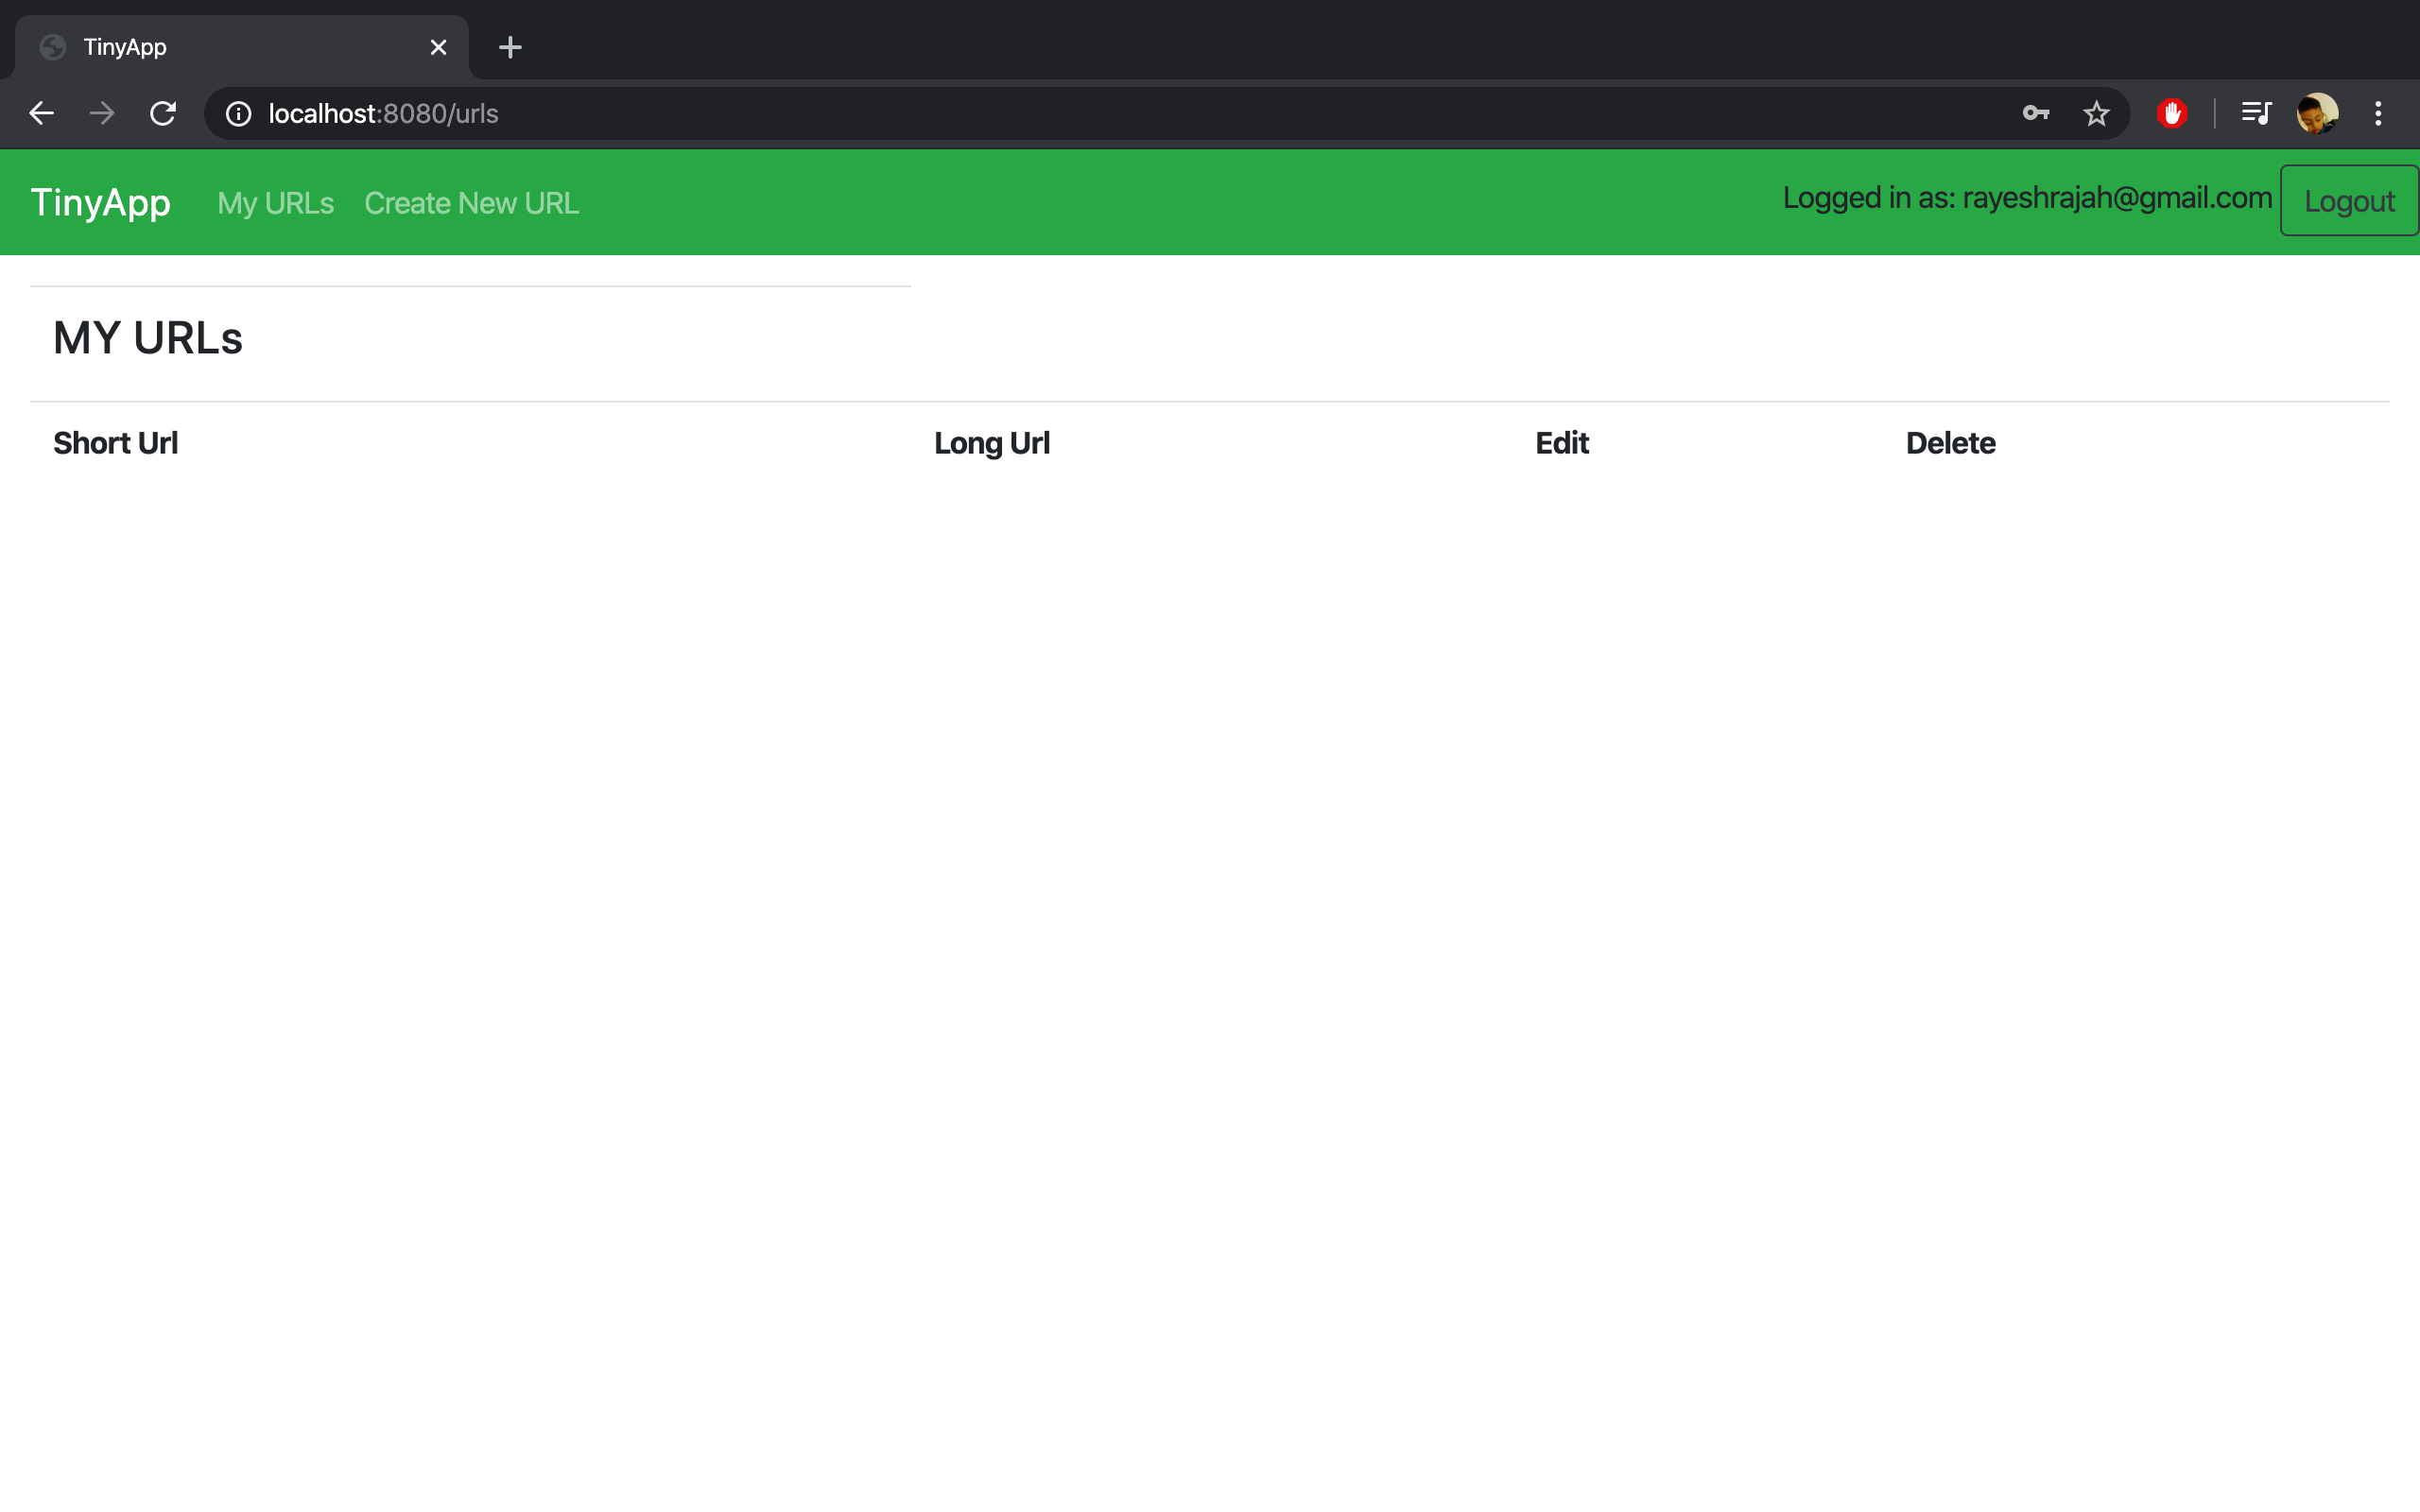 TinyApp
localhost:8080/urls
TinyApp My URLs Create New URL Logged in as: rayeshrajah@gmail.com Logout
MY URLs
Short Url Long Url Edit Delete